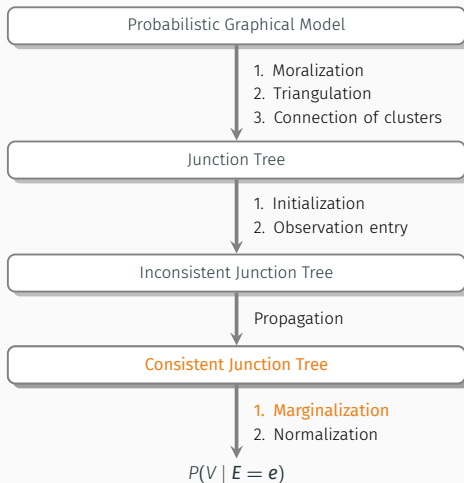 Probabilistic Graphical Model
1. Moralization
2. Triangulation
3. Connection of clusters
Junction Tree
1. Initialization
2. Observation entry
Inconsistent Junction Tree
Propagation
Consistent Junction Tree
1. Marginalization
2. Normalization
P(V | E = e)